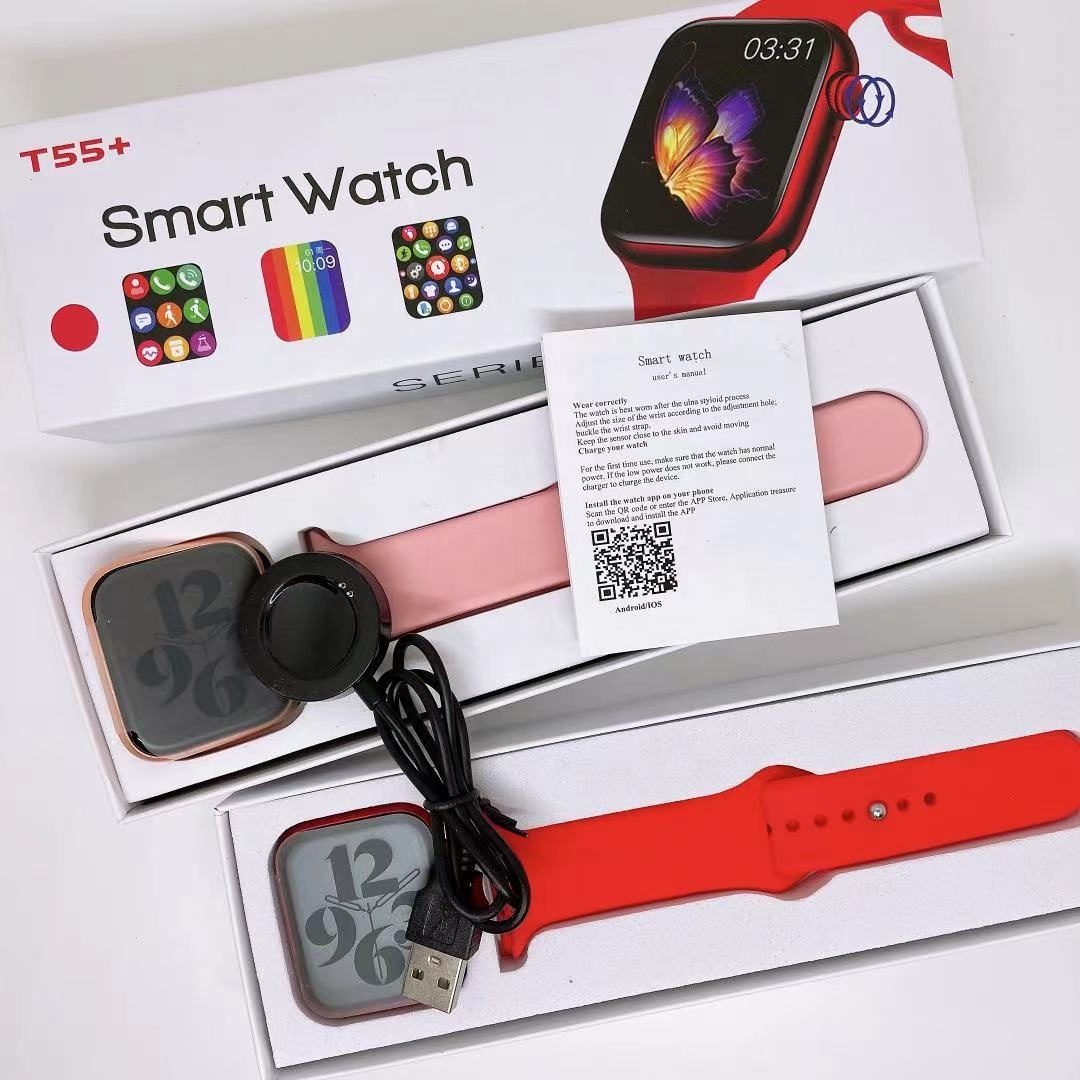 03:31
T55+
Smart Watch
01 周一
10:09
SERIE
Smart watch
user's manual
Wear correctly
The watch is best worn after the ulna styloid process
Adjust the size of the wrist according to the adjustment hole;
buckle the wrist strap.
Keep the sensor close to the skin and avoid moving
Charge your watch
For the first time use, make sure that the watch has normal
power. If the low power does not work, please connect the
charger to charge the device.
Install the watch app on your phone
Scan the QR code or enter the APP Store, Application treasure
to download and install the APP
Android/IOS
12
9 6
12
9 3
6